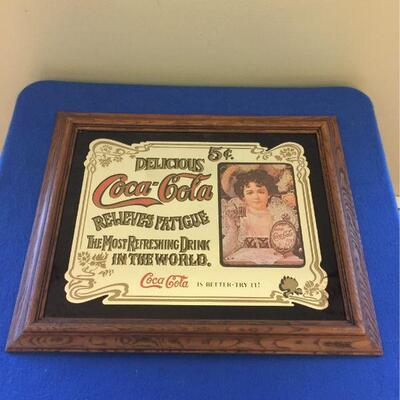 5¢.
DELICIOUS
Coca-Cola
RELIEVES FATIGUE
THE MOST REFRESHING DRINK
IN THE WORLD.
Coca Cola IS BETTER-TRY IT!